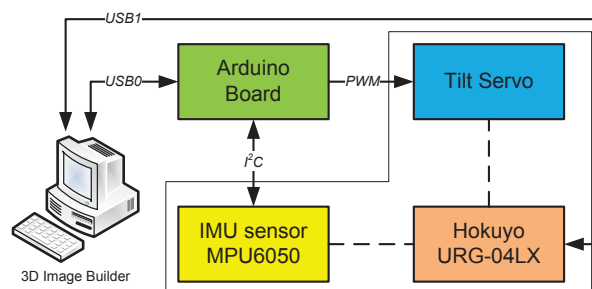 USB1
USB0
Arduino
Board
PWM
Tilt Servo
I²C
IMU sensor
MPU6050
Hokuyo
URG-04LX
3D Image Builder